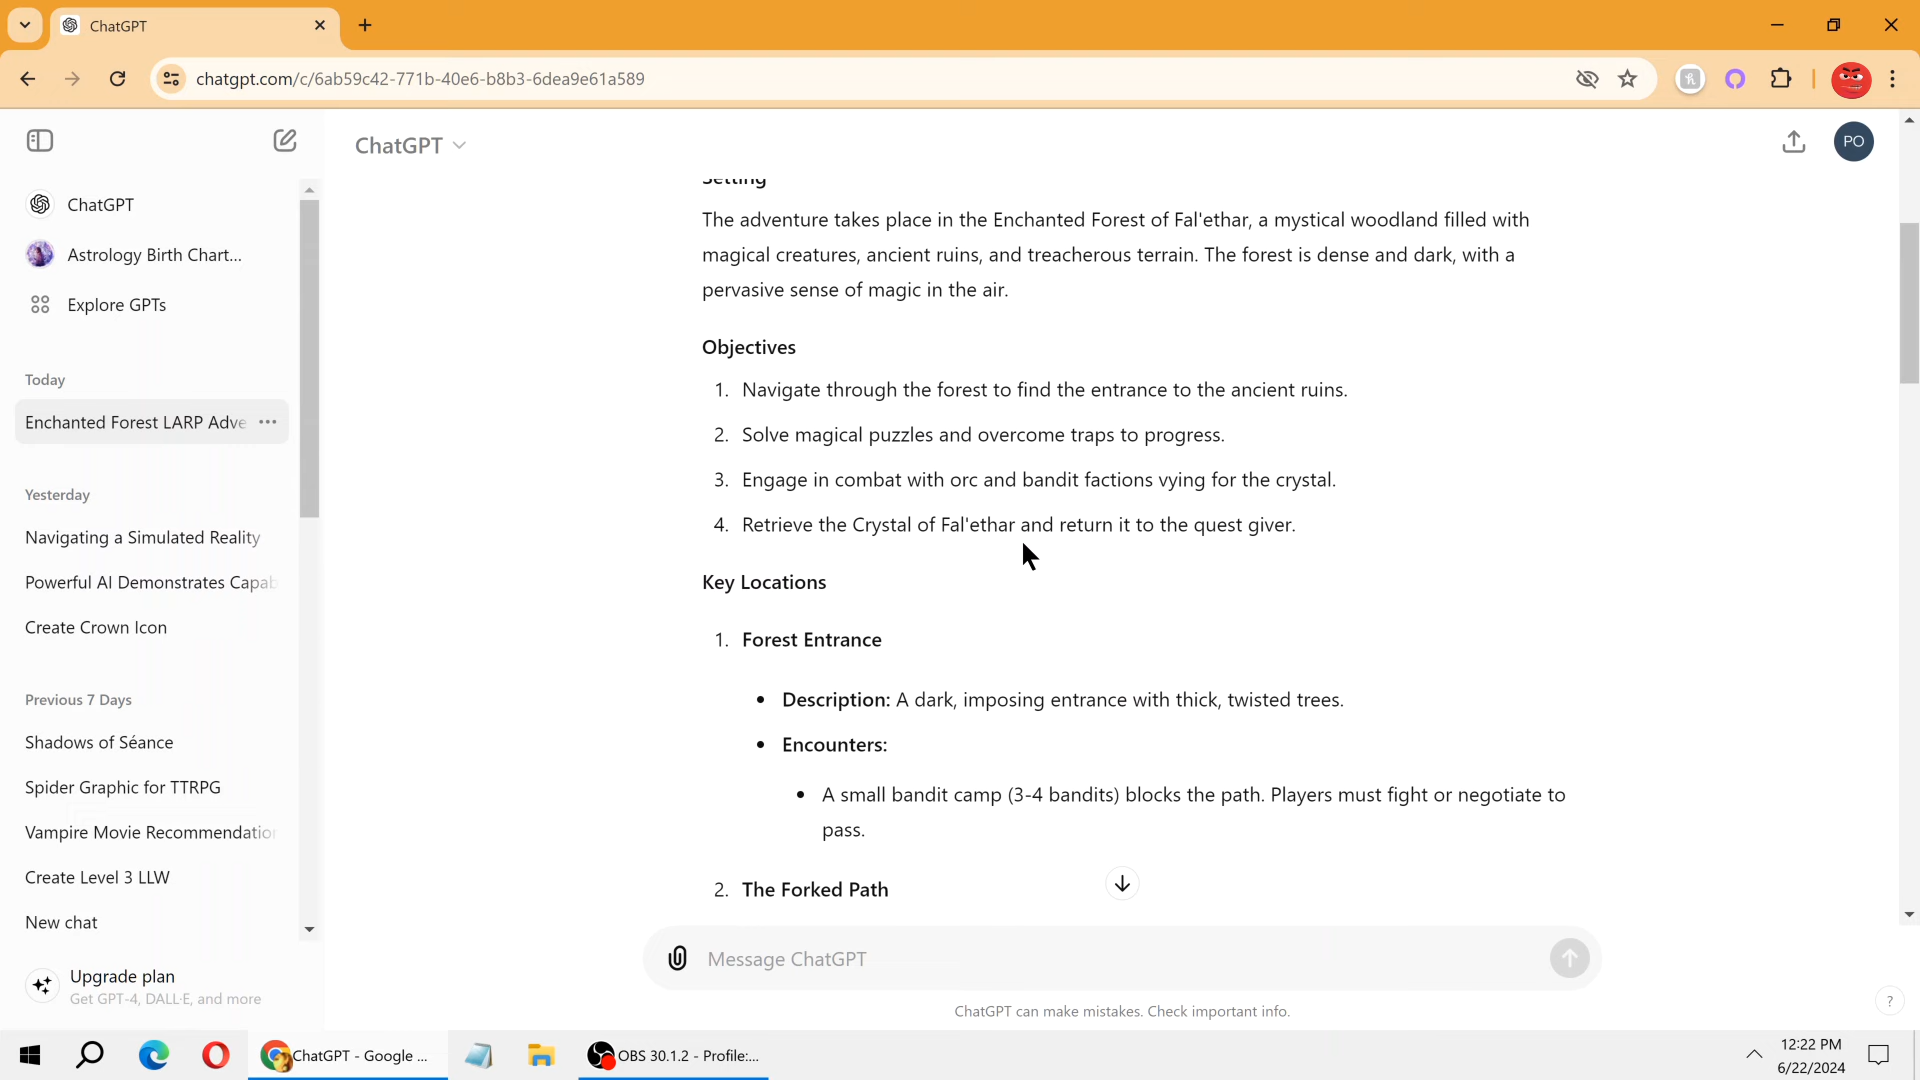 ChatGPT
chatgpt.com/c/6ab59c42-771b-40e6-b8b3-6dea9e61a589
ChatGPT
PO
ChatGPT
Astrology Birth Chart...
Explore GPTs
Today
Enchanted Forest LARP Adve
Yesterday
Navigating a Simulated Reality
Powerful AI Demonstrates Capab
Create Crown Icon
Previous 7 Days
Shadows of Séance
Spider Graphic for TTRPG
Vampire Movie Recommendation
Create Level 3 LLW
New chat
Upgrade plan
Get GPT-4, DALL·E, and more
Setting
The adventure takes place in the Enchanted Forest of Fal'ethar, a mystical woodland filled with
magical creatures, ancient ruins, and treacherous terrain. The forest is dense and dark, with a
pervasive sense of magic in the air.
Objectives
1. Navigate through the forest to find the entrance to the ancient ruins.
2. Solve magical puzzles and overcome traps to progress.
3. Engage in combat with orc and bandit factions vying for the crystal.
4. Retrieve the Crystal of Fal'ethar and return it to the quest giver.
Key Locations
1. Forest Entrance
• Description: A dark, imposing entrance with thick, twisted trees.
• Encounters:
• A small bandit camp (3-4 bandits) blocks the path. Players must fight or negotiate to
pass.
2. The Forked Path
Message ChatGPT
ChatGPT can make mistakes. Check important info.
?
ChatGPT - Google ...
OBS 30.1.2 - Profile:...
12:22 PM
6/22/2024